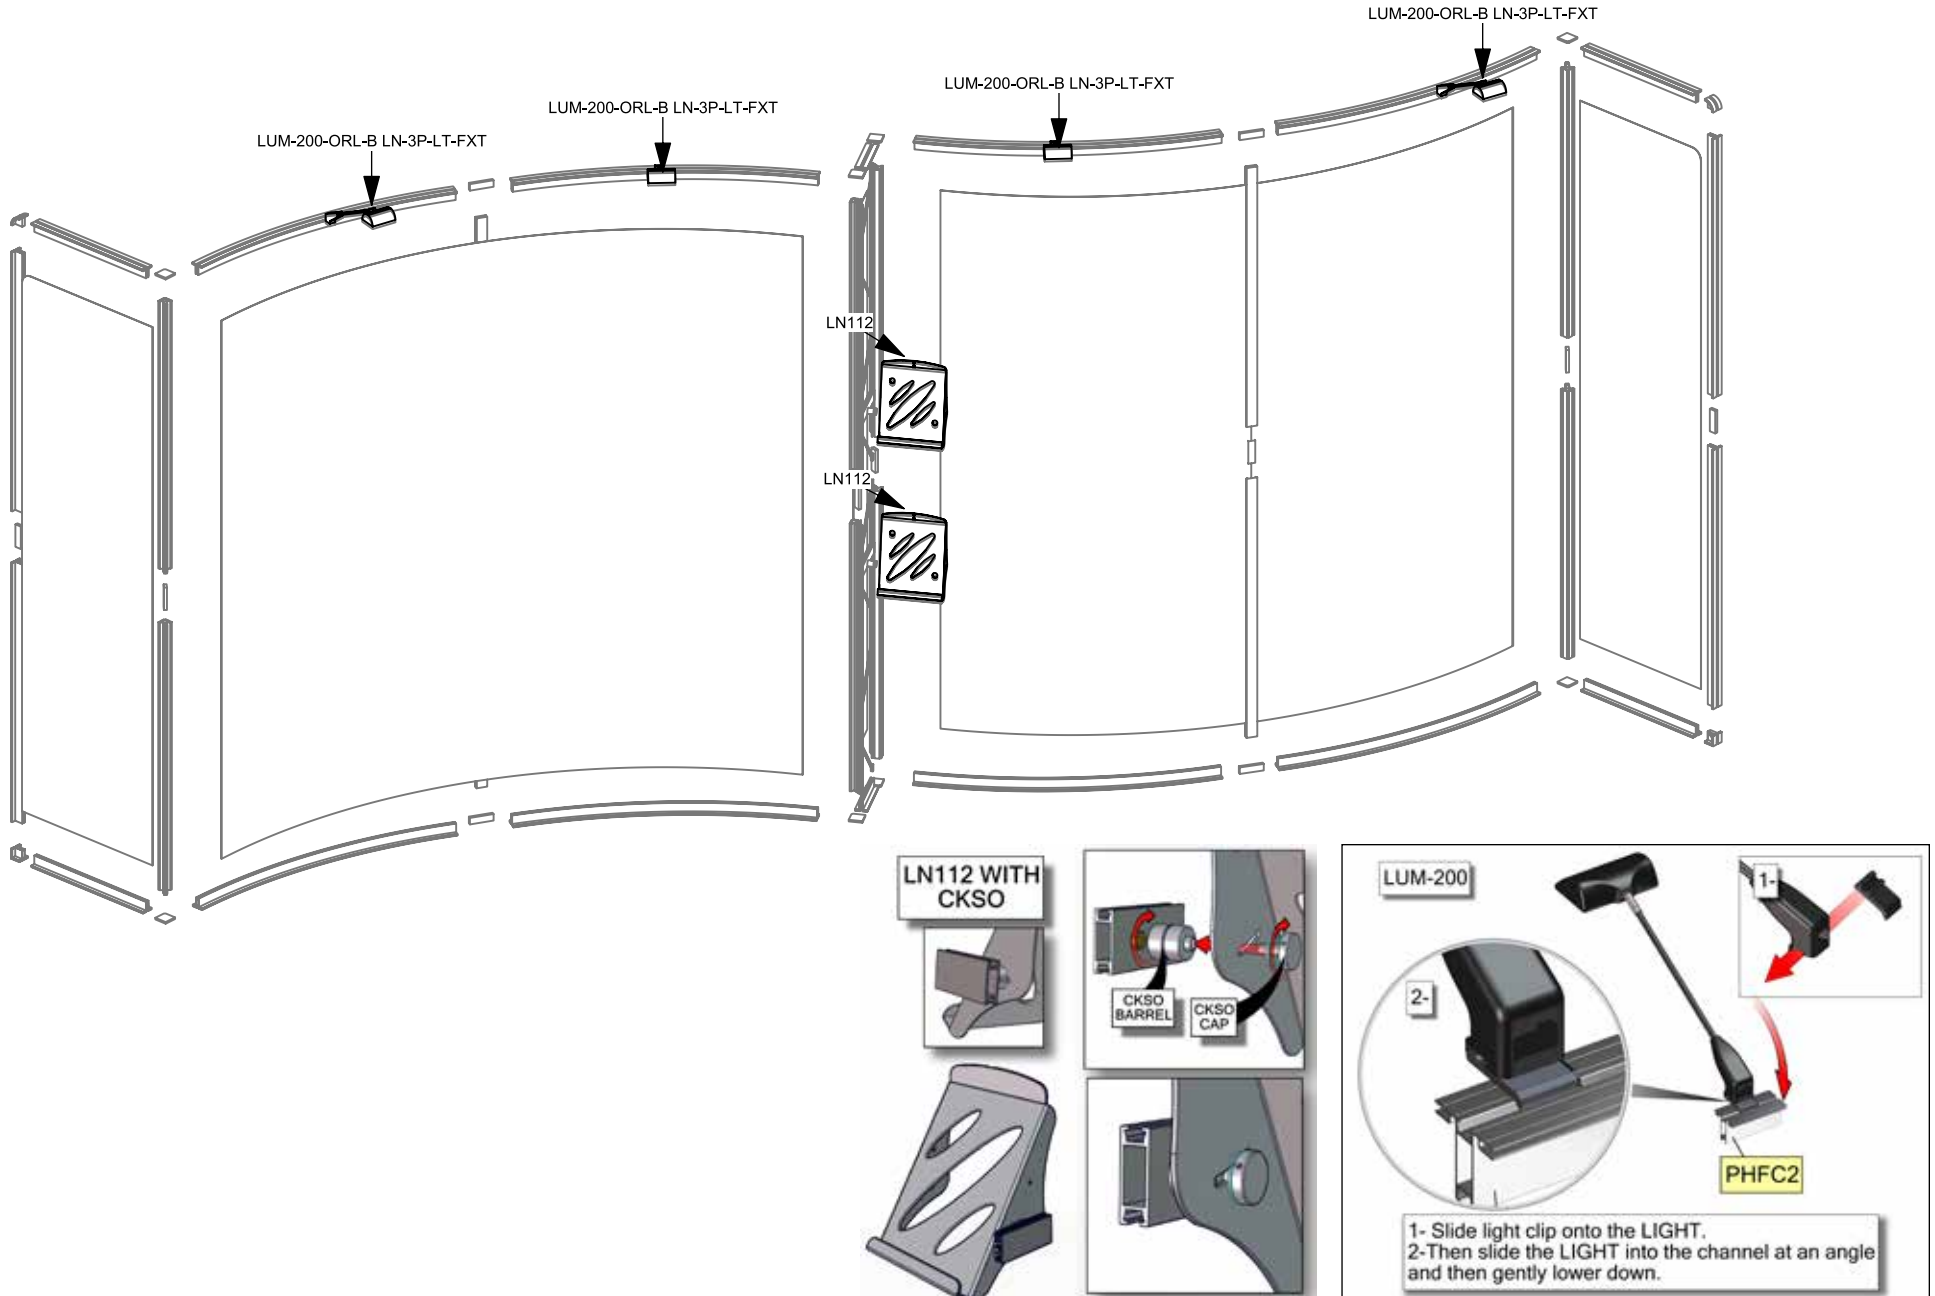 LUM-200-ORL-B LN-3P-LT-FXT
LUM-200-ORL-B LN-3P-LT-FXT
LUM-200-ORL-B LN-3P-LT-FXT
LUM-200-ORL-B LN-3P-LT-FXT
LN112
LN112
LN112 WITH
CKSO
CKSO
BARREL
CKSO
CAP
LUM-200
1-
2-
PHFC2
1- Slide light clip onto the LIGHT.
2-Then slide the LIGHT into the channel at an angle
and then gently lower down.